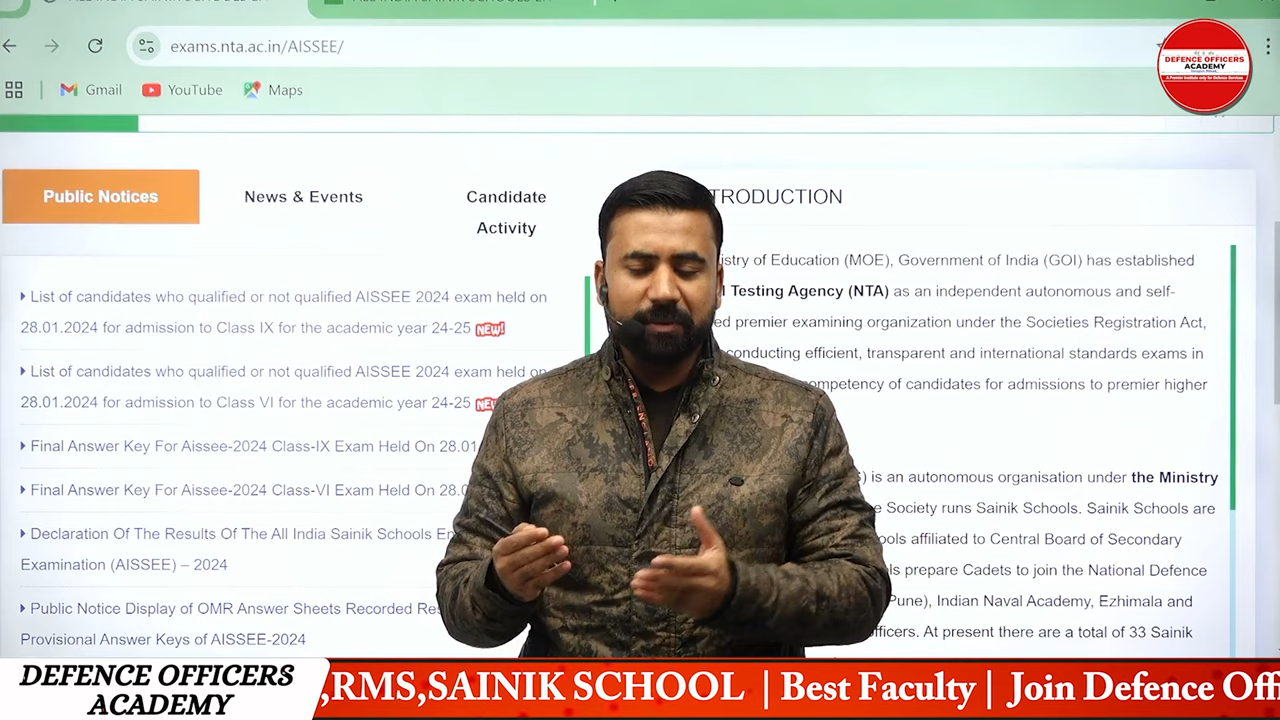 exams.nta.ac.in/AISSEE/
DEFENCE OFFICERS
ACADEMY
A Premier Institute only for Defence Services
Gmail
YouTube
Maps
Public Notices
News & Events
Candidate
Activity
List of candidates who qualified or not qualified AISSEE 2024 exam held on
28.01.2024 for admission to Class IX for the academic year 24-25 NEW!
List of candidates who qualified or not qualified AISSEE 2024 exam held on
28.01.2024 for admission to Class VI for the academic year 24-25
Final Answer Key For Aissee-2024 Class-IX Exam Held On 28.01
Final Answer Key For Aissee-2024 Class-VI Exam Held On 28.0
Declaration Of The Results Of The All India Sainik Schools En
Examination (AISSEE) – 2024
Public Notice Display of OMR Answer Sheets Recorded Res
Provisional Answer Keys of AISSEE-2024
TRODUCTION
istry of Education (MOE), Government of India (GOI) has established
l Testing Agency (NTA) as an independent autonomous and self-
ed premier examining organization under the Societies Registration Act,
conducting efficient, transparent and international standards exams in
ompetency of candidates for admissions to premier higher
) is an autonomous organisation under the Ministry
e Society runs Sainik Schools. Sainik Schools are
ools affiliated to Central Board of Secondary
ls prepare Cadets to join the National Defence
Pune), Indian Naval Academy, Ezhimala and
fficers. At present there are a total of 33 Sainik
DEFENCE OFFICERS
ACADEMY
,RMS,SAINIK SCHOOL | Best Faculty | Join Defence Off